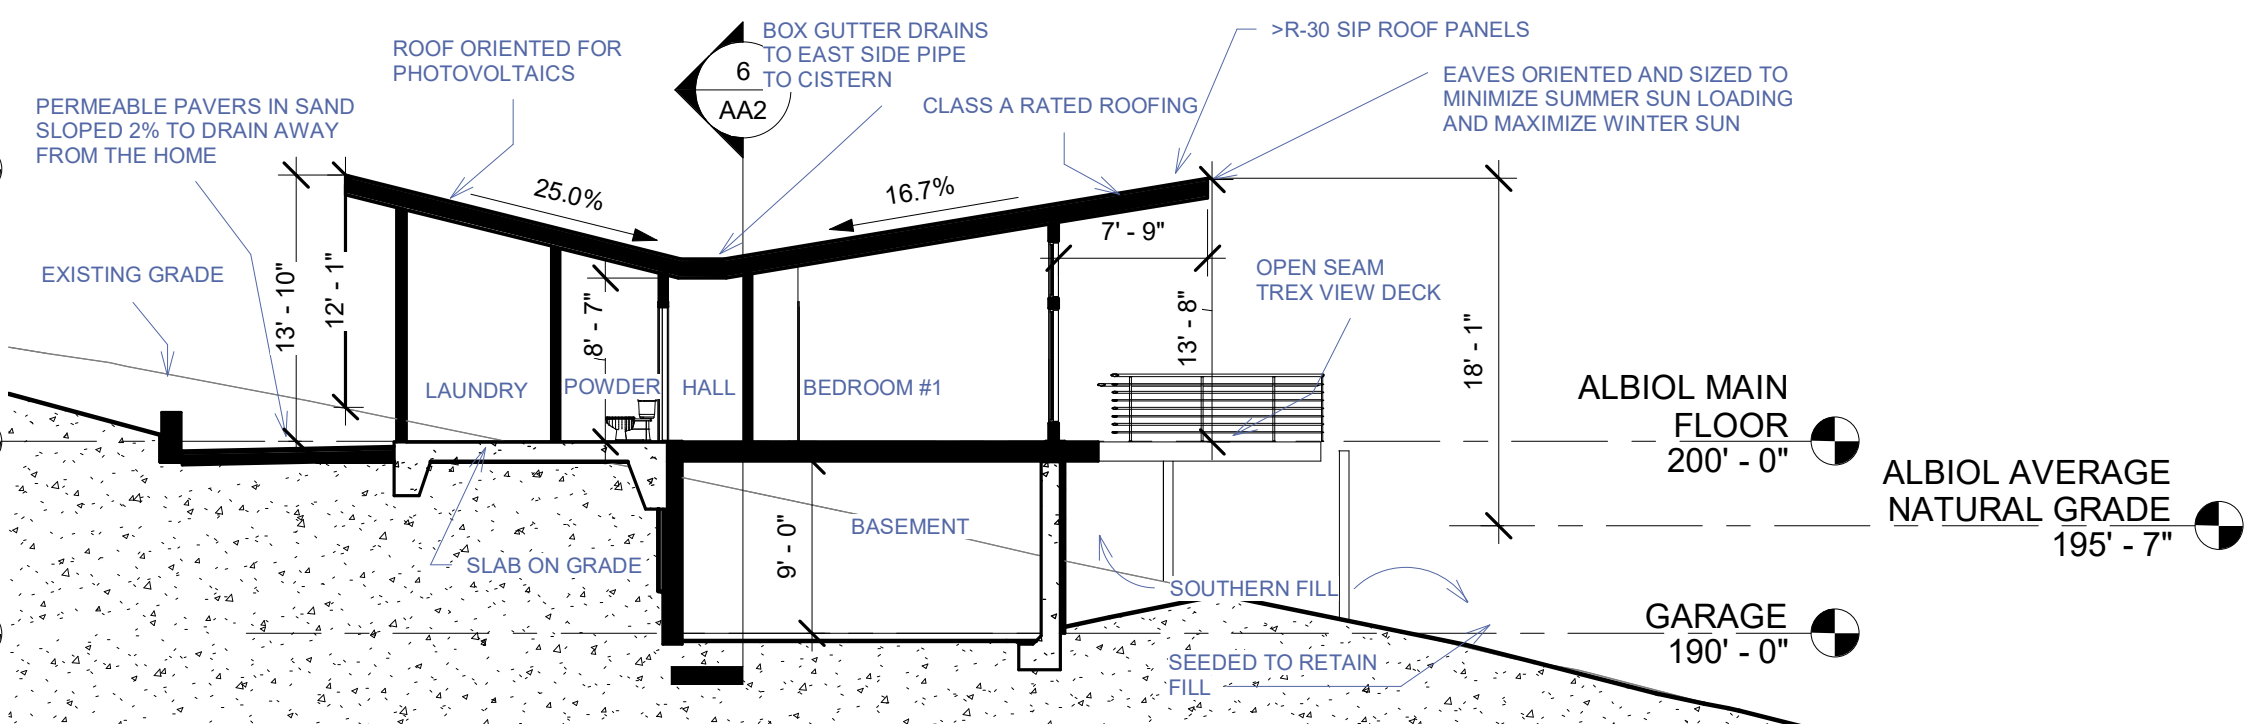 ROOF ORIENTED FOR
PHOTOVOLTAICS
6
AA2
BOX GUTTER DRAINS
TO EAST SIDE PIPE
TO CISTERN
>R-30 SIP ROOF PANELS
EAVES ORIENTED AND SIZED TO
MINIMIZE SUMMER SUN LOADING
AND MAXIMIZE WINTER SUN
PERMEABLE PAVERS IN SAND
SLOPED 2% TO DRAIN AWAY
FROM THE HOME
CLASS A RATED ROOFING
25.0%
16.7%
7' - 9"
EXISTING GRADE
13' - 10"
12' - 1"
8' - 7"
OPEN SEAM
TREX VIEW DECK
13' - 8"
18' - 1"
LAUNDRY
POWDER
HALL
BEDROOM #1
ALBIOL MAIN
FLOOR
200' - 0"
ALBIOL AVERAGE
NATURAL GRADE
195' - 7"
BASEMENT
9' - 0"
SLAB ON GRADE
SOUTHERN FILL
GARAGE
190' - 0"
SEEDED TO RETAIN
FILL